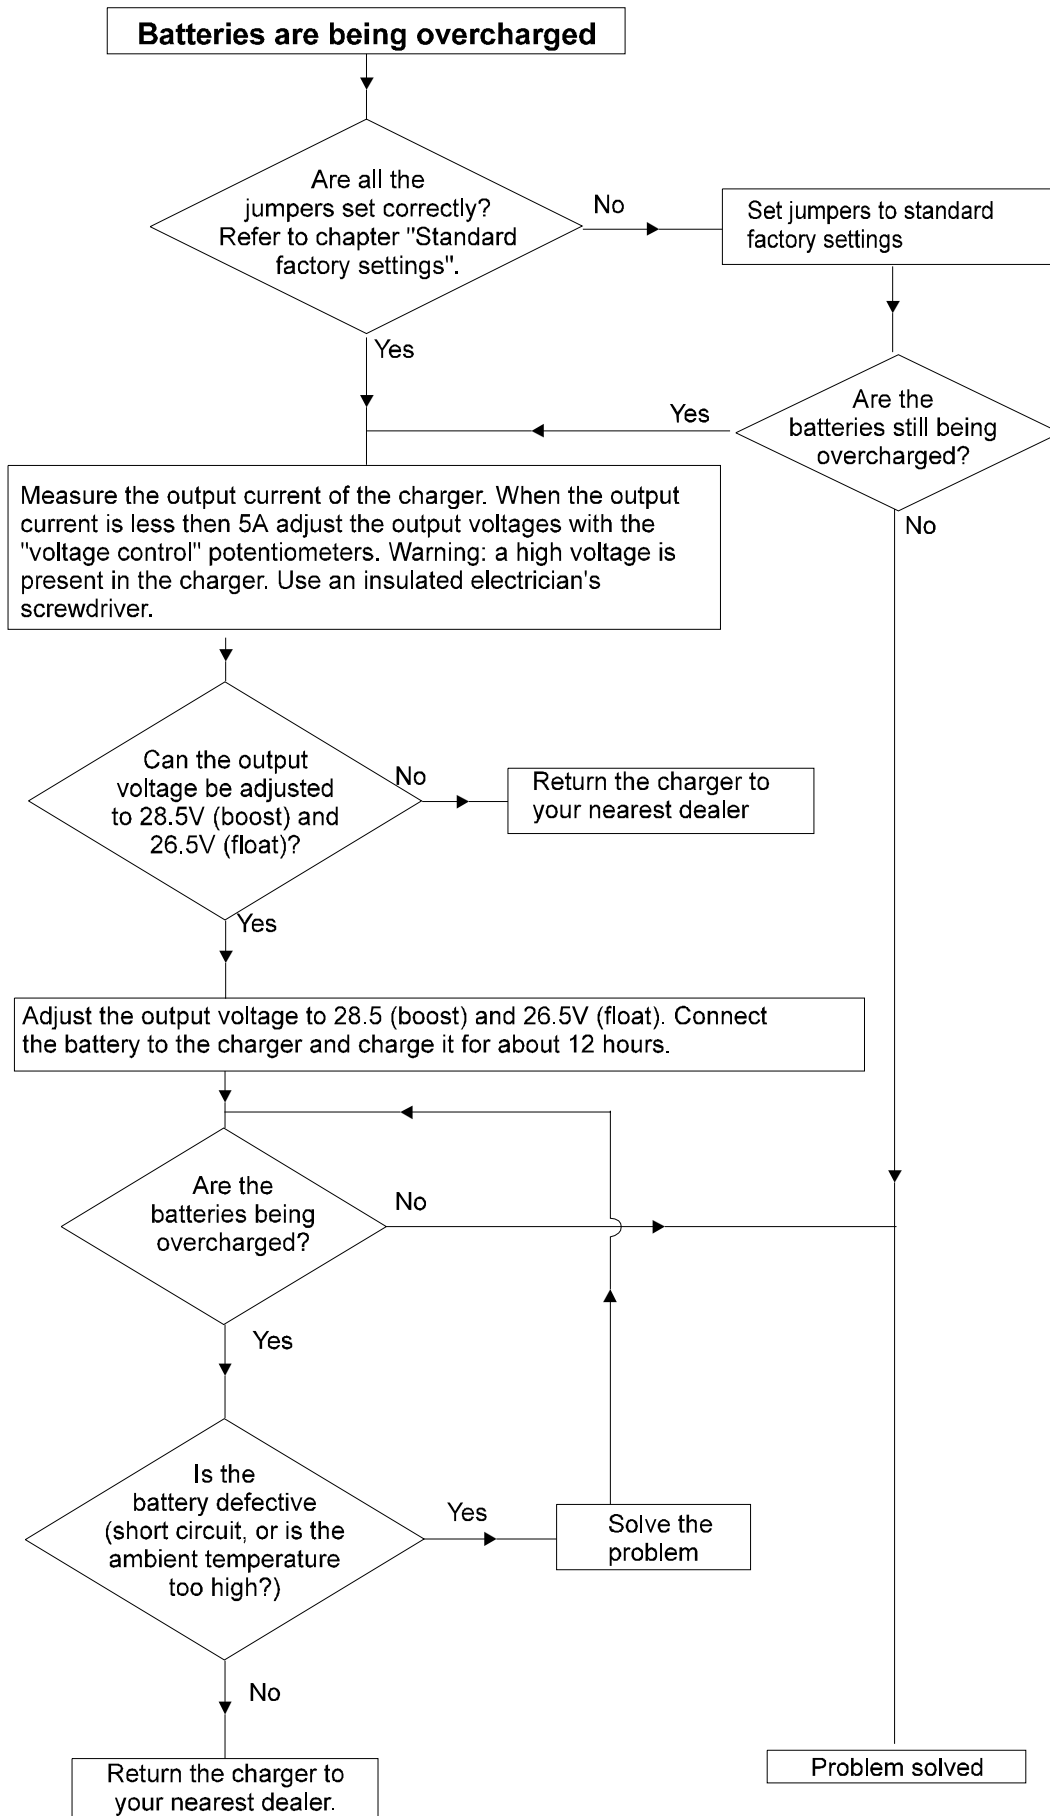 Batteries are being overcharged
Are all the
jumpers set correctly?
Refer to chapter "Standard
factory settings".
No
Set jumpers to standard
factory settings
Yes
Are the
batteries still being
overcharged?
Yes
No
Measure the output current of the charger. When the output
current is less then 5A adjust the output voltages with the
"voltage control" potentiometers. Warning: a high voltage is
present in the charger. Use an insulated electrician's
screwdriver.
Can the output
voltage be adjusted
to 28.5V (boost) and
26.5V (float)?
No
Return the charger to
your nearest dealer
Yes
Adjust the output voltage to 28.5 (boost) and 26.5V (float). Connect
the battery to the charger and charge it for about 12 hours.
Are the
batteries being
overcharged?
No
Yes
Is the
battery defective
(short circuit, or is the
ambient temperature
too high?)
Yes
Solve the
problem
No
Return the charger to
your nearest dealer.
Problem solved